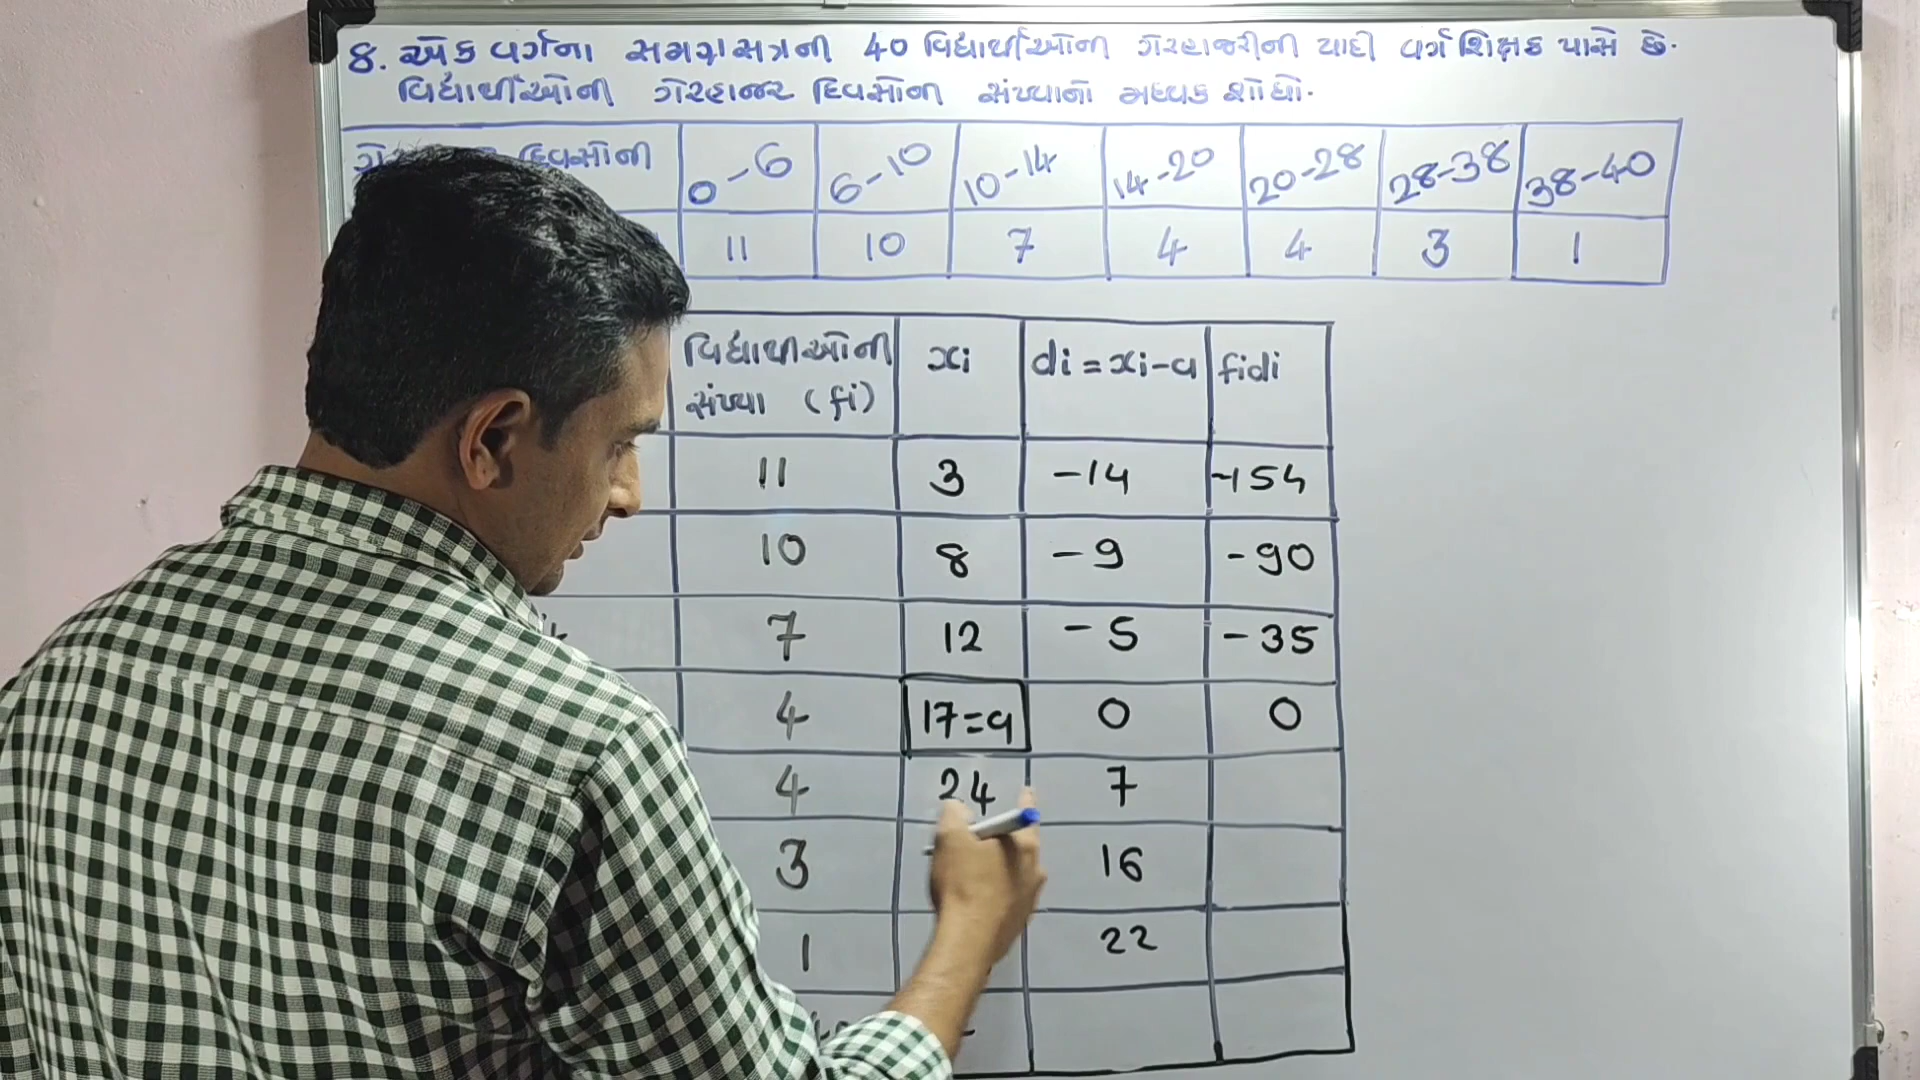 8. એક વર્ગના સમગ્રસત્રની 40 વિદ્યાર્થીઓની ગેરહાજરીની યાદી વર્ગ શિક્ષક પાસે છે.
વિદ્યાર્થીઓની ગેરહાજર દિવસોની સંખ્યાનો મધ્યક શોધો.
દિવસોની 0-6 6-10 10-14 14-20 20-28 28-38 38-40
11 10 7 4 4 3 1
વિદ્યાર્થીઓની xi di = xi-a fidi
સંખ્યા (fi)
11 3 -14 -154
10 8 -9 -90
7 12 -5 -35
4 17=a 0 0
4 24 7
3 16
1 22